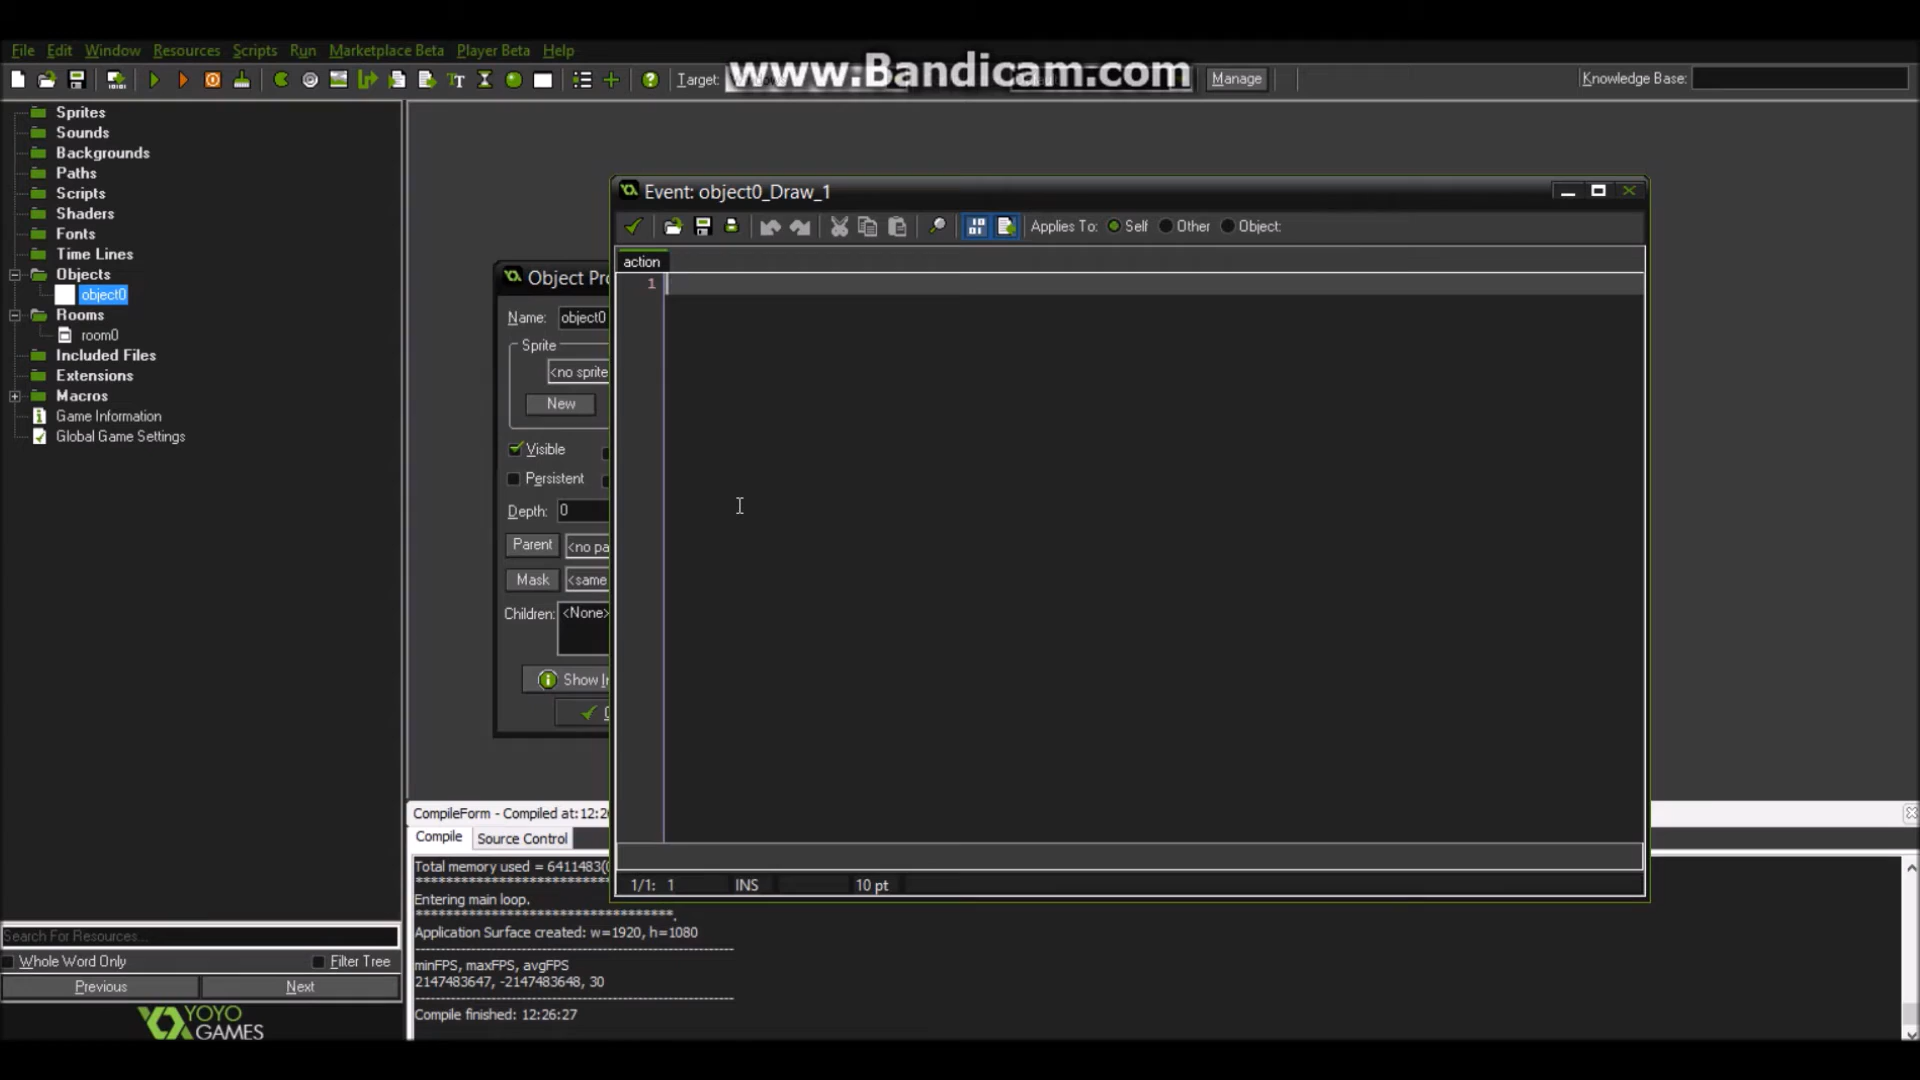 File Edit Window Resources Scripts Run Marketplace Beta Player Beta Help
www.Bandicam.com
Target: Manage Knowledge Base:
Sprites
Sounds
Backgrounds
Paths
Scripts
Shaders
Fonts
Time Lines
Objects
object0
Rooms
room0
Included Files
Extensions
Macros
Game Information
Global Game Settings
Event: object0_Draw_1
Applies To: Self Other Object:
action
1
Object Pro
Name: object0
Sprite
<no sprite
New
Visible
Persistent
Depth: 0
Parent <no pa
Mask <same
Children: <None>
Show In
1/1: 1 INS 10 pt
CompileForm - Compiled at: 12:2
Compile Source Control
Total memory used = 6411483(
***********************************
Entering main loop.
***********************************.
Application Surface created: w=1920, h=1080
minFPS, maxFPS, avgFPS
2147483647, -2147483648, 30
Compile finished: 12:26:27
Search For Resources...
Whole Word Only Filter Tree
Previous Next
YOYO
GAMES